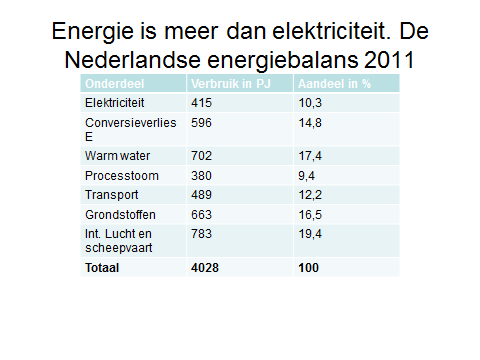 Energie is meer dan elektriciteit. De
Nederlandse energiebalans 2011
Onderdeel Verbruik in PJ Aandeel in %
Elektriciteit 415 10,3
Conversieverlies 596 14,8
E
Warm water 702 17,4
Processtoom 380 9,4
Transport 489 12,2
Grondstoffen 663 16,5
Int. Lucht en 783 19,4
scheepvaart
Totaal 4028 100